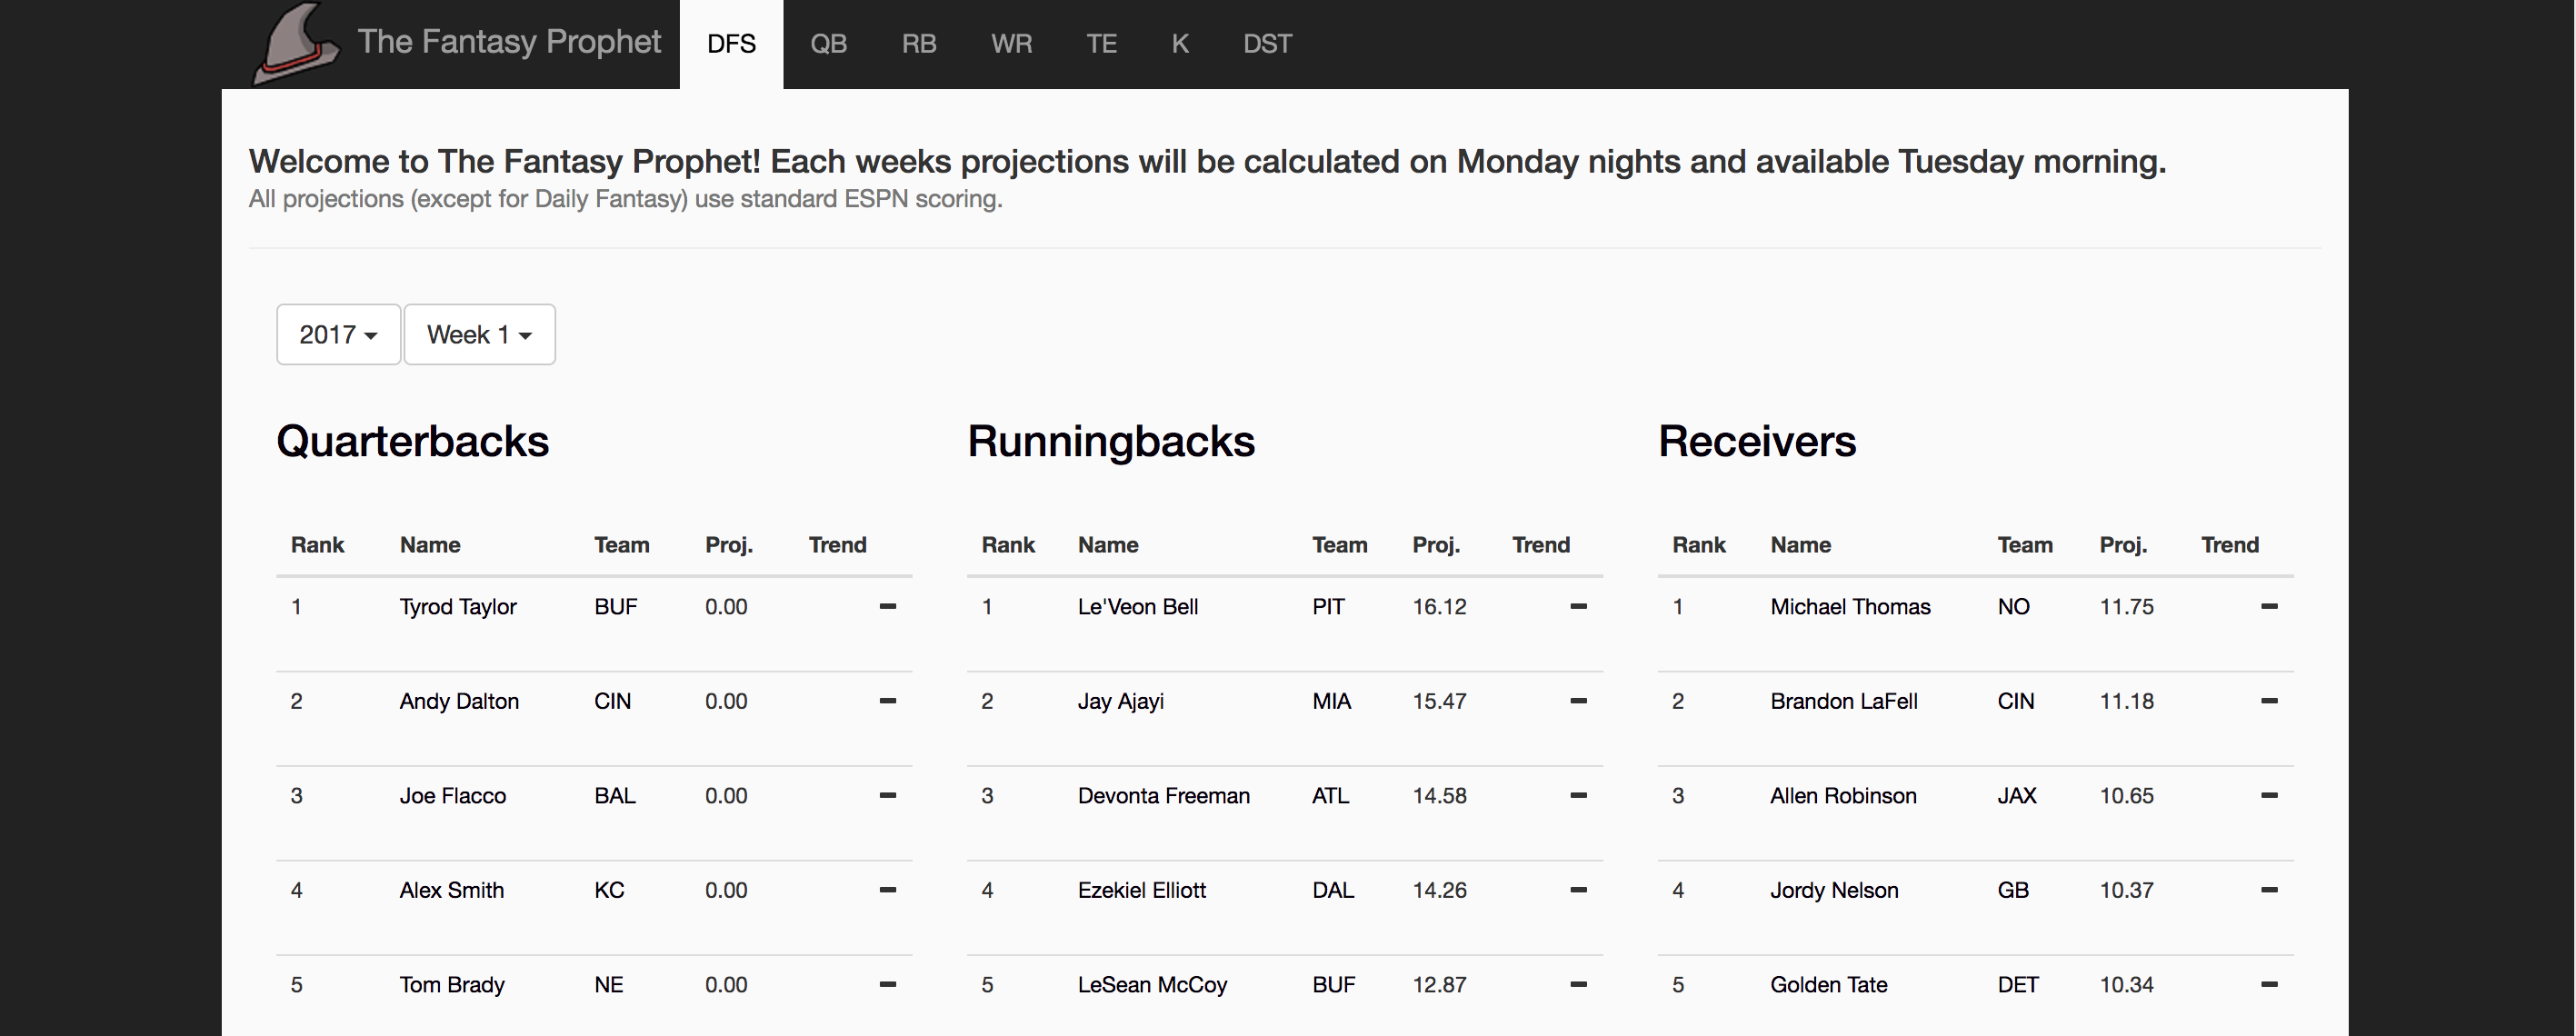 The Fantasy Prophet DFS QB RB WR TE K DST
Welcome to The Fantasy Prophet! Each weeks projections will be calculated on Monday nights and available Tuesday morning.
All projections (except for Daily Fantasy) use standard ESPN scoring.
2017 Week 1
Quarterbacks
Rank Name Team Proj. Trend
1 Tyrod Taylor BUF 0.00
2 Andy Dalton CIN 0.00
3 Joe Flacco BAL 0.00
4 Alex Smith KC 0.00
5 Tom Brady NE 0.00
Runningbacks
Rank Name Team Proj. Trend
1 Le'Veon Bell PIT 16.12
2 Jay Ajayi MIA 15.47
3 Devonta Freeman ATL 14.58
4 Ezekiel Elliott DAL 14.26
5 LeSean McCoy BUF 12.87
Receivers
Rank Name Team Proj. Trend
1 Michael Thomas NO 11.75
2 Brandon LaFell CIN 11.18
3 Allen Robinson JAX 10.65
4 Jordy Nelson GB 10.37
5 Golden Tate DET 10.34